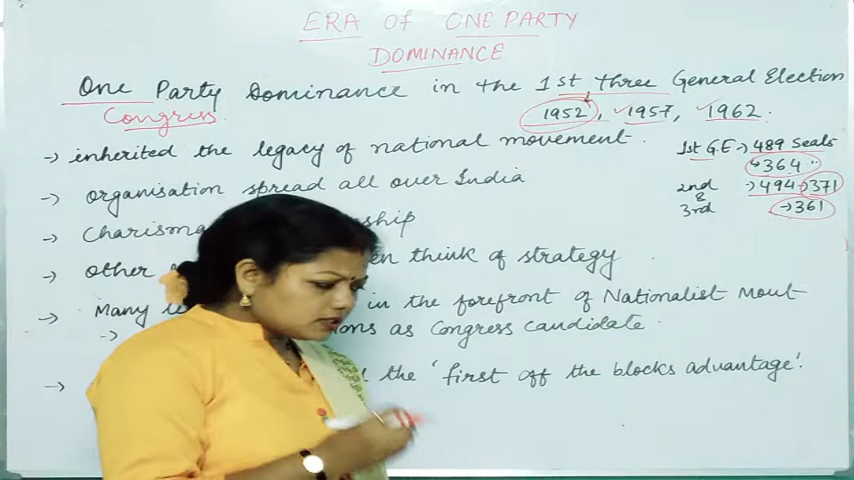 ERA OF ONE PARTY
DOMINANCE
One Party Dominance in the 1st three General Election
Congress 1952, 1957, 1962.
→ inherited the legacy of national movement. 1st G.E → 489 Seats
→ 364
→ organisation spread all over India 2nd → 494 → 371
& 3rd → 361
→ Charisma ship
→ Other en think of strategy
→ Many in the forefront of Nationalist Mout
→ ons as Congress candidate.
→ the 'first off the blocks advantage'.